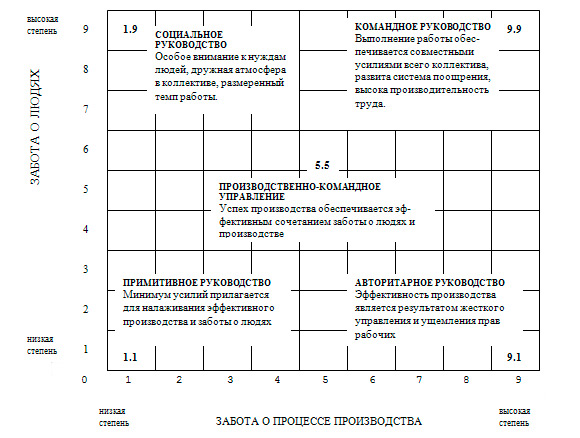 высокая
степень
ЗАБОТА О ЛЮДЯХ
низкая
степень
9
8
7
6
5
4
3
2
1
0
1.9
СОЦИАЛЬНОЕ
РУКОВОДСТВО
Особое внимание к нуждам
людей, дружная атмосфера
в коллективе, размеренный
темп работы.
КОМАНДНОЕ РУКОВОДСТВО
9.9
Выполнение работы обес-
печивается совместными
усилиями всего коллектива,
развита система поощрения,
высока производительность
труда.
5.5
ПРОИЗВОДСТВЕННО-КОМАНДНОЕ
УПРАВЛЕНИЕ
Успех производства обеспечивается эф-
фективным сочетанием заботы о людях и
производстве
ПРИМИТИВНОЕ РУКОВОДСТВО
Минимум усилий прилагается
для налаживания эффективного
производства и заботы о людях
1.1
АВТОРИТАРНОЕ РУКОВОДСТВО
Эффективность производства
является результатом жесткого
управления и ущемления прав
рабочих
9.1
1 2 3 4 5 6 7 8 9
низкая
степень
ЗАБОТА О ПРОЦЕССЕ ПРОИЗВОДСТВА
высокая
степень